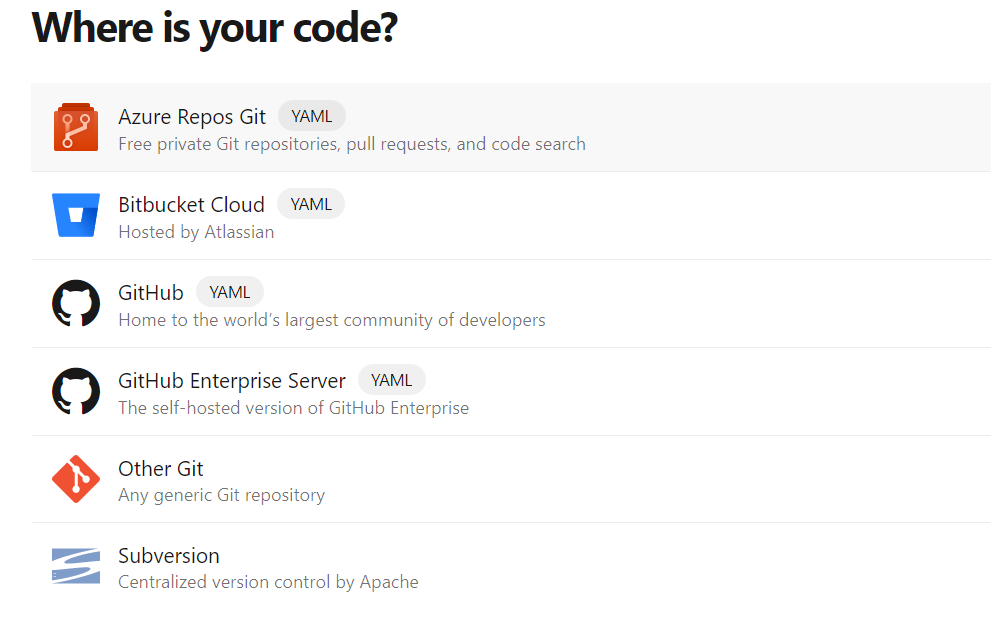 Where is your code?
Azure Repos Git YAML
Free private Git repositories, pull requests, and code search
Bitbucket Cloud YAML
Hosted by Atlassian
GitHub YAML
Home to the world’s largest community of developers
GitHub Enterprise Server YAML
The self-hosted version of GitHub Enterprise
Other Git
Any generic Git repository
Subversion
Centralized version control by Apache